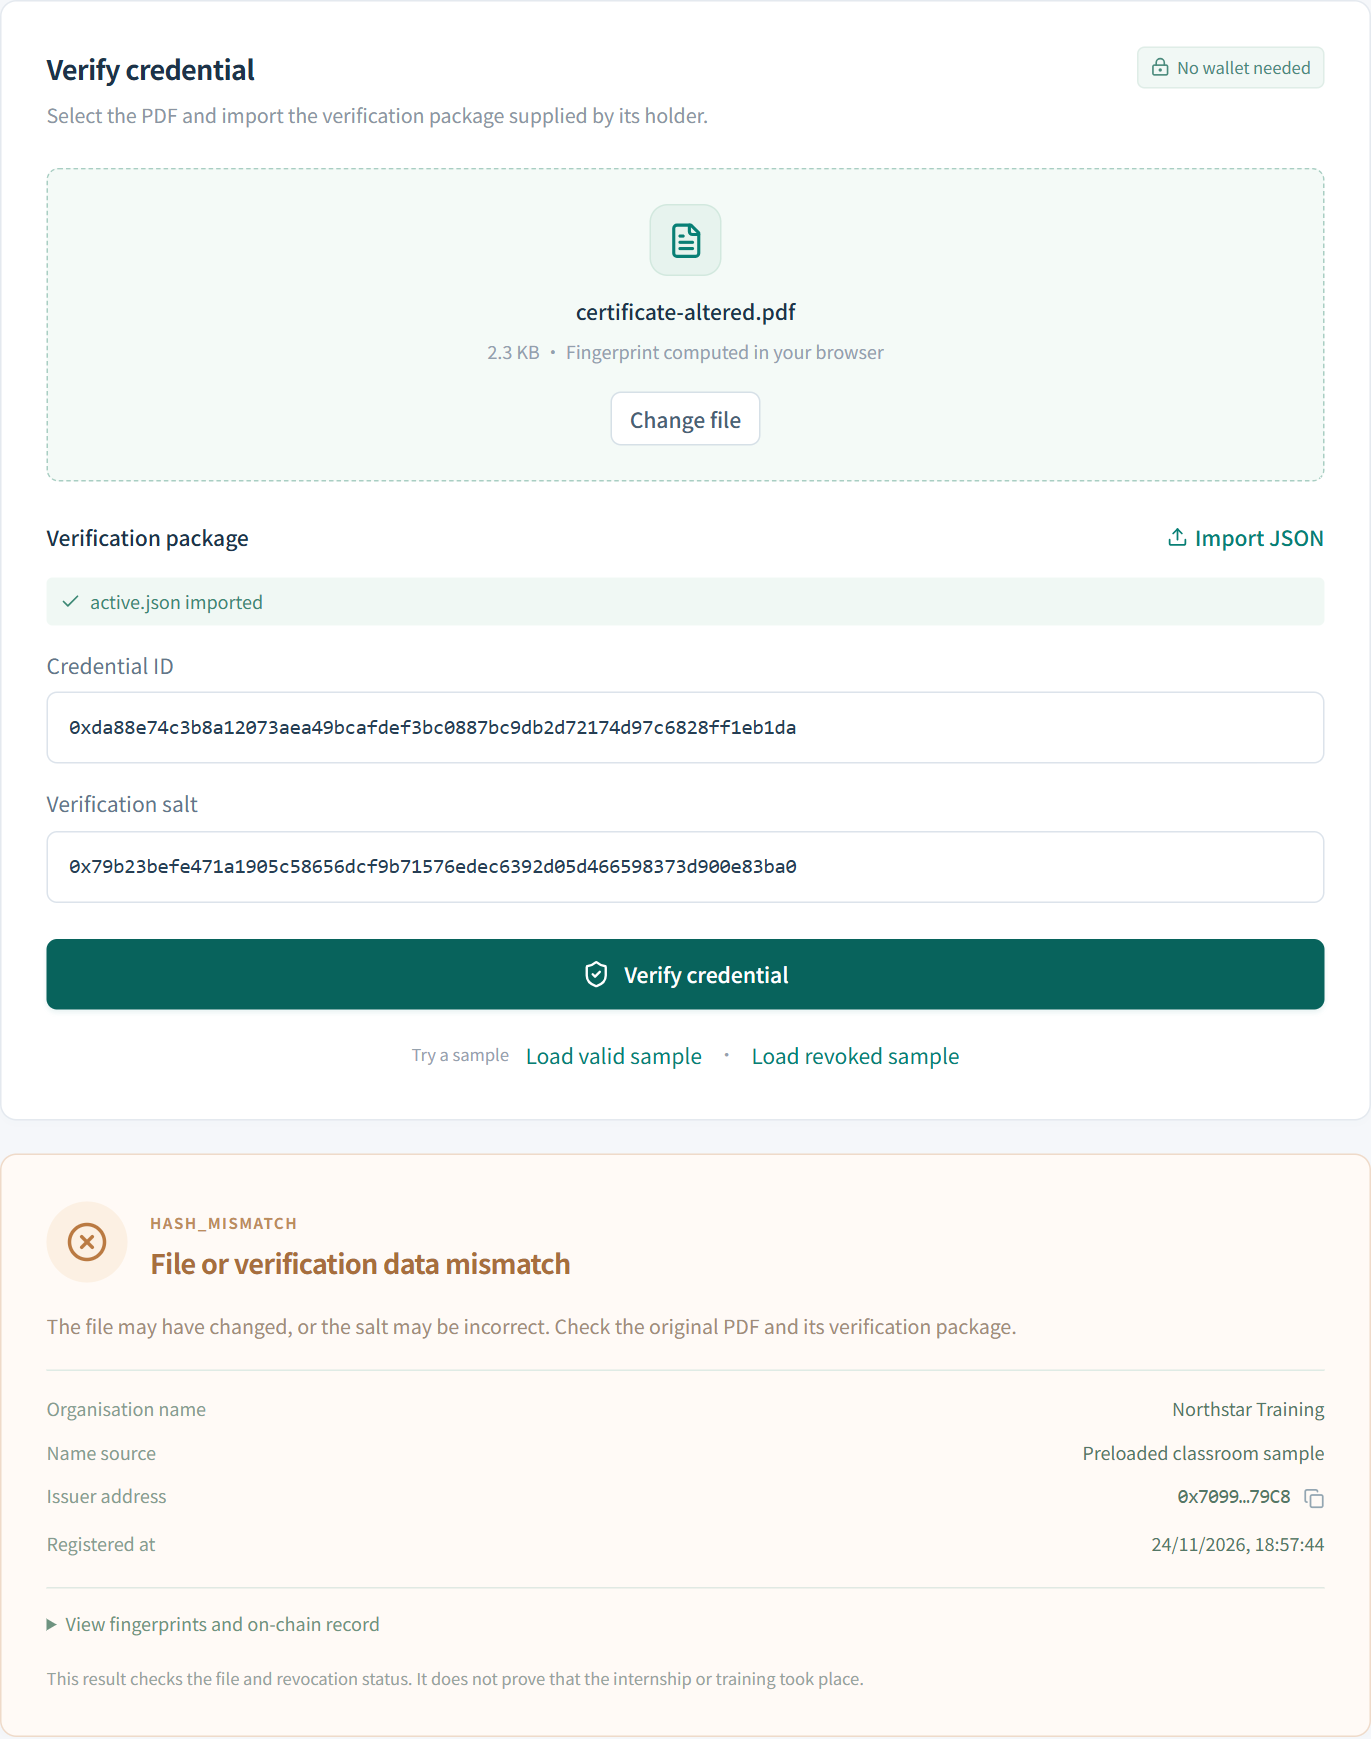 Verify credential
No wallet needed
Select the PDF and import the verification package supplied by its holder.
certificate-altered.pdf
2.3 KB • Fingerprint computed in your browser
Change file
Verification package
Import JSON
active.json imported
Credential ID
0xda88e74c3b8a12073aea49bcafdef3bc0887bc9db2d72174d97c6828ff1eb1da
Verification salt
0x79b23befe471a1905c58656dcf9b71576edec6392d05d466598373d900e83ba0
Verify credential
Try a sample Load valid sample · Load revoked sample
HASH_MISMATCH
File or verification data mismatch
The file may have changed, or the salt may be incorrect. Check the original PDF and its verification package.
Organisation name Northstar Training
Name source Preloaded classroom sample
Issuer address 0x7099…79C8
Registered at 24/11/2026, 18:57:44
View fingerprints and on-chain record
This result checks the file and revocation status. It does not prove that the internship or training took place.